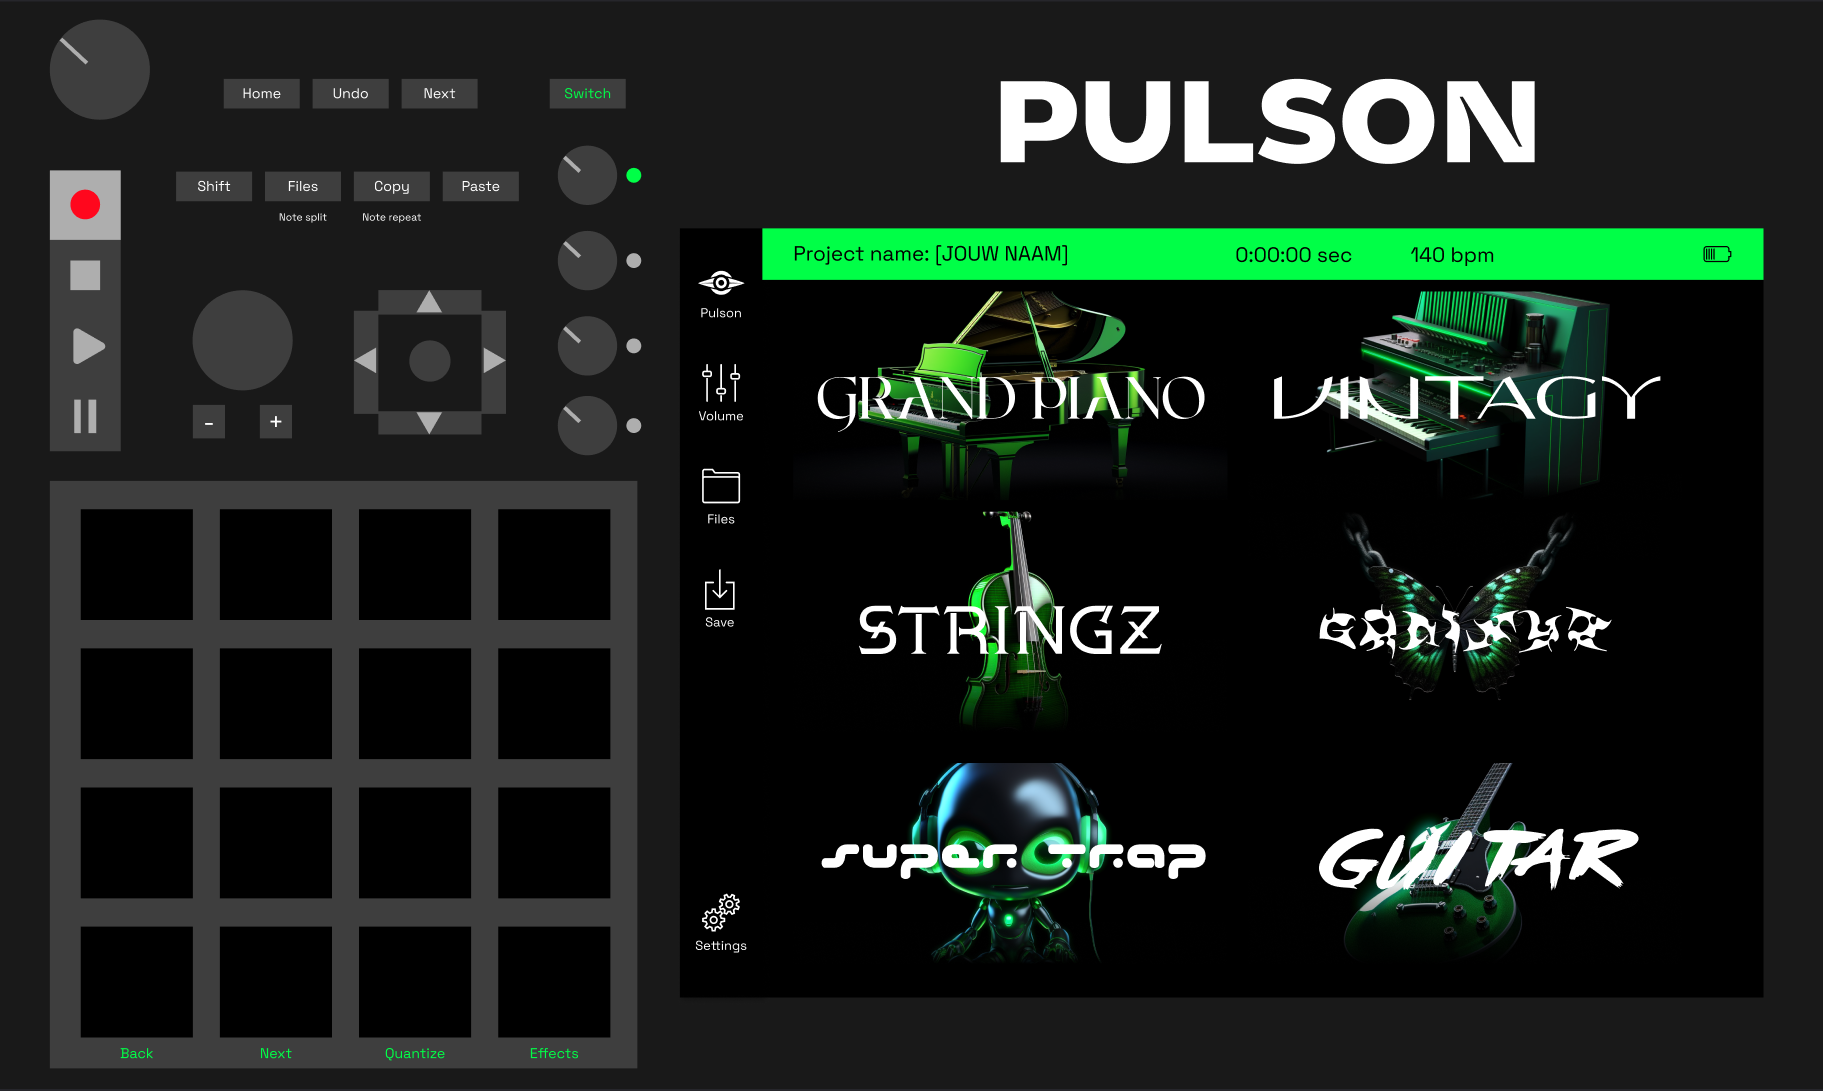 Home
Undo
Next
Switch
PULSON
Shift
Files
Copy
Paste
Note split
Note repeat
-
+
Back
Next
Quantize
Effects
Project name: [JOUW NAAM]
0:00:00 sec
140 bpm
Pulson
Volume
Files
Save
Settings
GRAND PIANO
VINTAGY
STRINGZ
SUPER TRAP
GUITAR